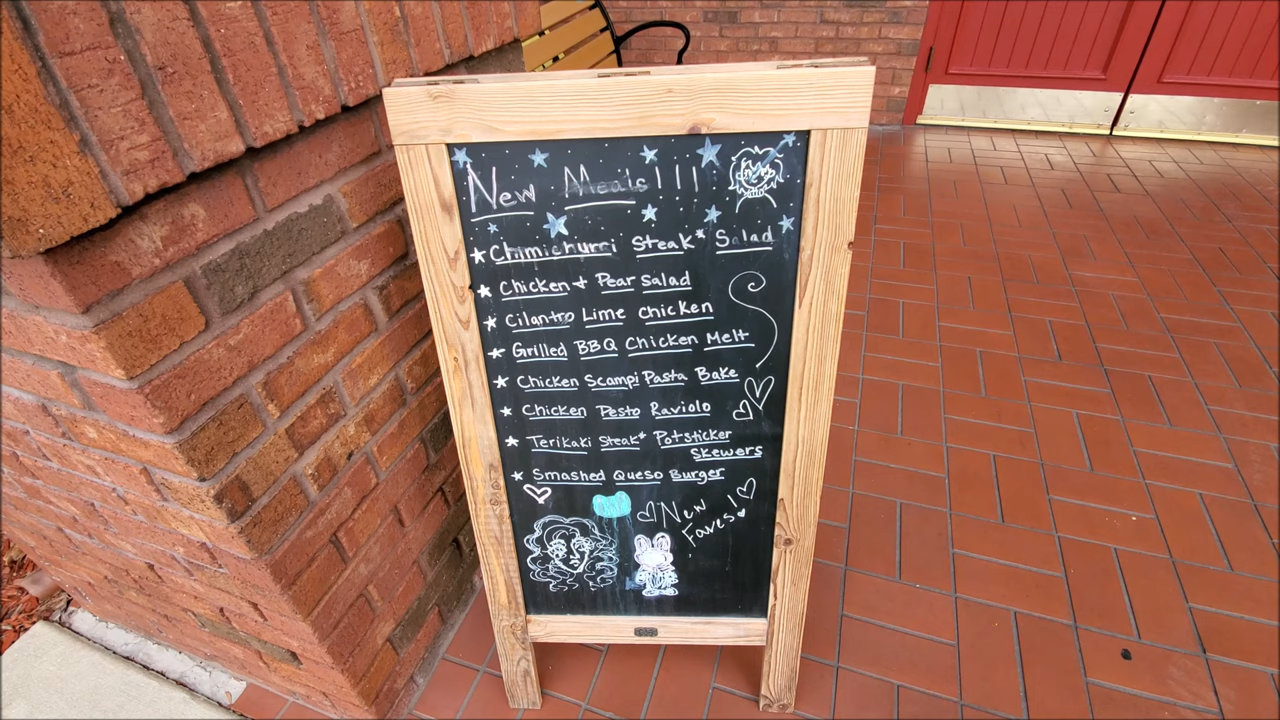 New Meals!!!
* Chimichurri Steak* Salad
* Chicken + Pear Salad
* Cilantro Lime Chicken
* Grilled BBQ Chicken Melt
* Chicken Scampi Pasta Bake
* Chicken Pesto Raviolo
* Terikaki Steak* Potsticker
Skewers
* Smashed Queso Burger
New
Faves!